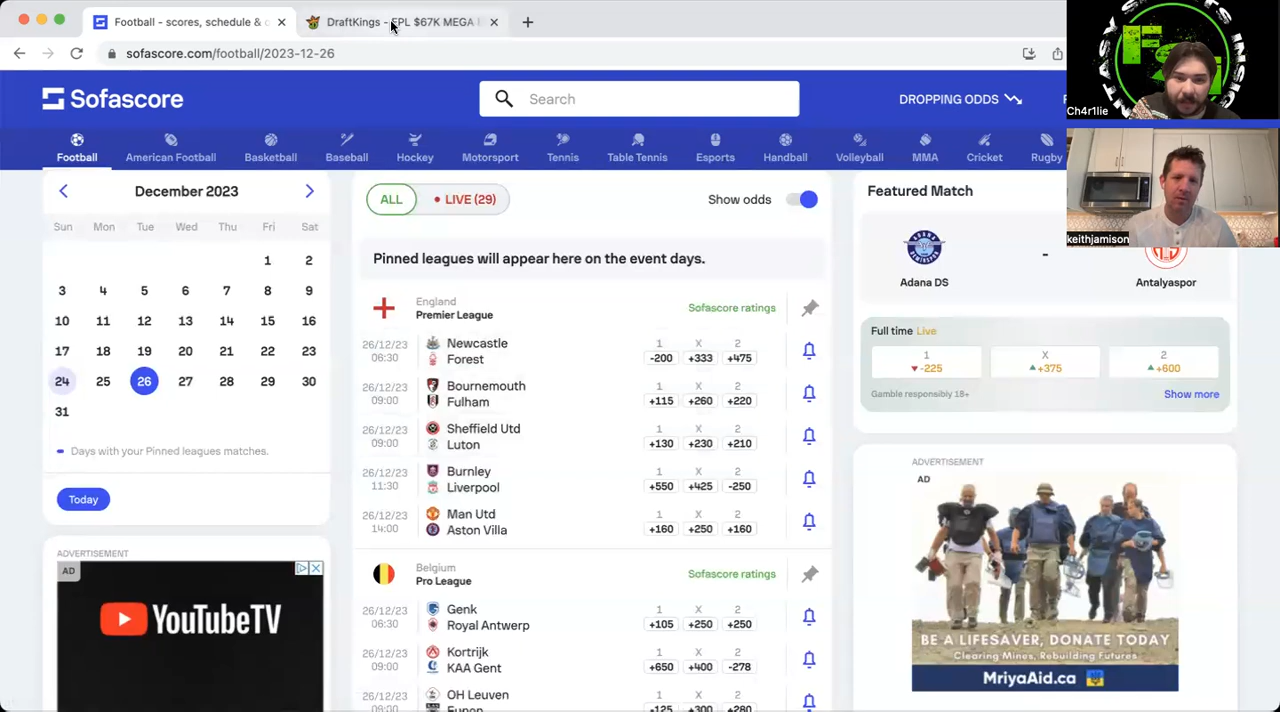 Football - scores, schedule &
DraftKings - EPL $67K MEGA
sofascore.com/football/2023-12-26
Sofascore
Search
DROPPING ODDS
Football
American Football
Basketball
Baseball
Hockey
Motorsport
Tennis
Table Tennis
Esports
Handball
Volleyball
MMA
Cricket
Rugby
December 2023
Sun Mon Tue Wed Thu Fri Sat
1 2
3 4 5 6 7 8 9
10 11 12 13 14 15 16
17 18 19 20 21 22 23
24 25 26 27 28 29 30
31
Days with your Pinned leagues matches.
Today
ADVERTISEMENT
AD
YouTubeTV
ALL
LIVE (29)
Show odds
Pinned leagues will appear here on the event days.
England
Premier League
Sofascore ratings
26/12/23 Newcastle 1 X 2
06:30 Forest -200 +333 +475
26/12/23 Bournemouth 1 X 2
09:00 Fulham +115 +260 +220
26/12/23 Sheffield Utd 1 X 2
09:00 Luton +130 +230 +210
26/12/23 Burnley 1 X 2
11:30 Liverpool +550 +425 -250
26/12/23 Man Utd 1 X 2
14:00 Aston Villa +160 +250 +160
Belgium
Pro League
Sofascore ratings
26/12/23 Genk 1 X 2
06:30 Royal Antwerp +105 +250 +250
26/12/23 Kortrijk 1 X 2
09:00 KAA Gent +650 +400 -278
26/12/23 OH Leuven 1 X 2
09:00 Eupen -125 +300 +280
Featured Match
Adana DS
-
Antalyaspor
Full time Live
1 X 2
-225 +375 +600
Gamble responsibly 18+
Show more
ADVERTISEMENT
AD
BE A LIFESAVER, DONATE TODAY
Clearing Mines, Rebuilding Futures
MriyaAid.ca
Ch4r1lie
keithjamison